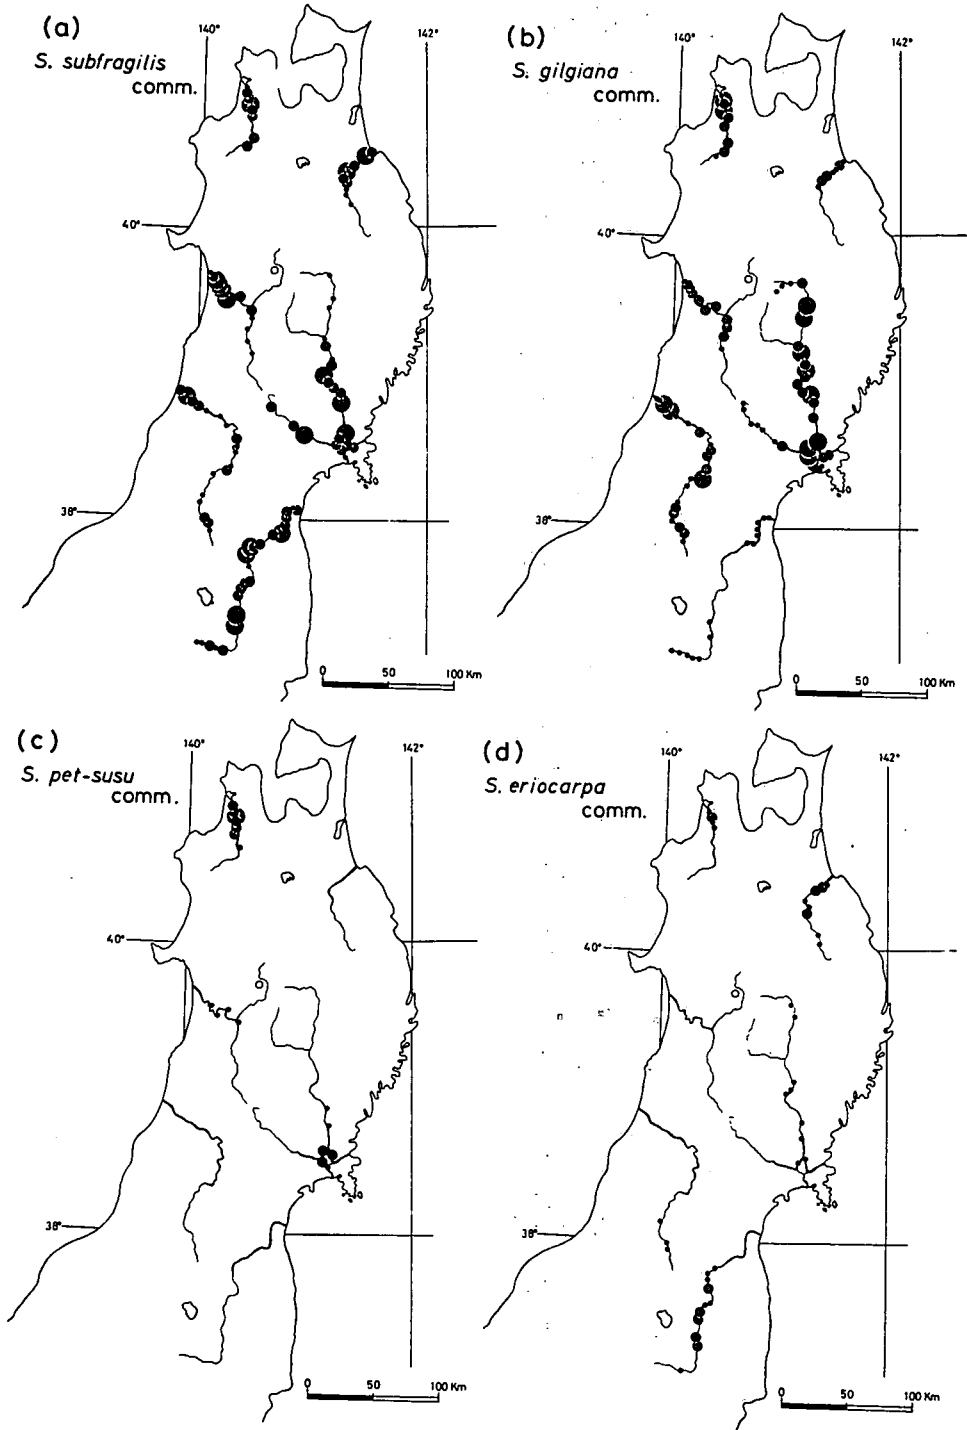 (a)
S. subfragilis
comm.
140°
142°
40°
38°
0 50 100 Km
(b)
S. gilgiana
comm.
140°
142°
40°
38°
0 50 100 Km
(c)
S. pet-susu
comm.
140°
142°
40°
38°
0 50 100 Km
(d)
S. eriocarpa
comm.
140°
142°
40°
38°
0 50 100 Km